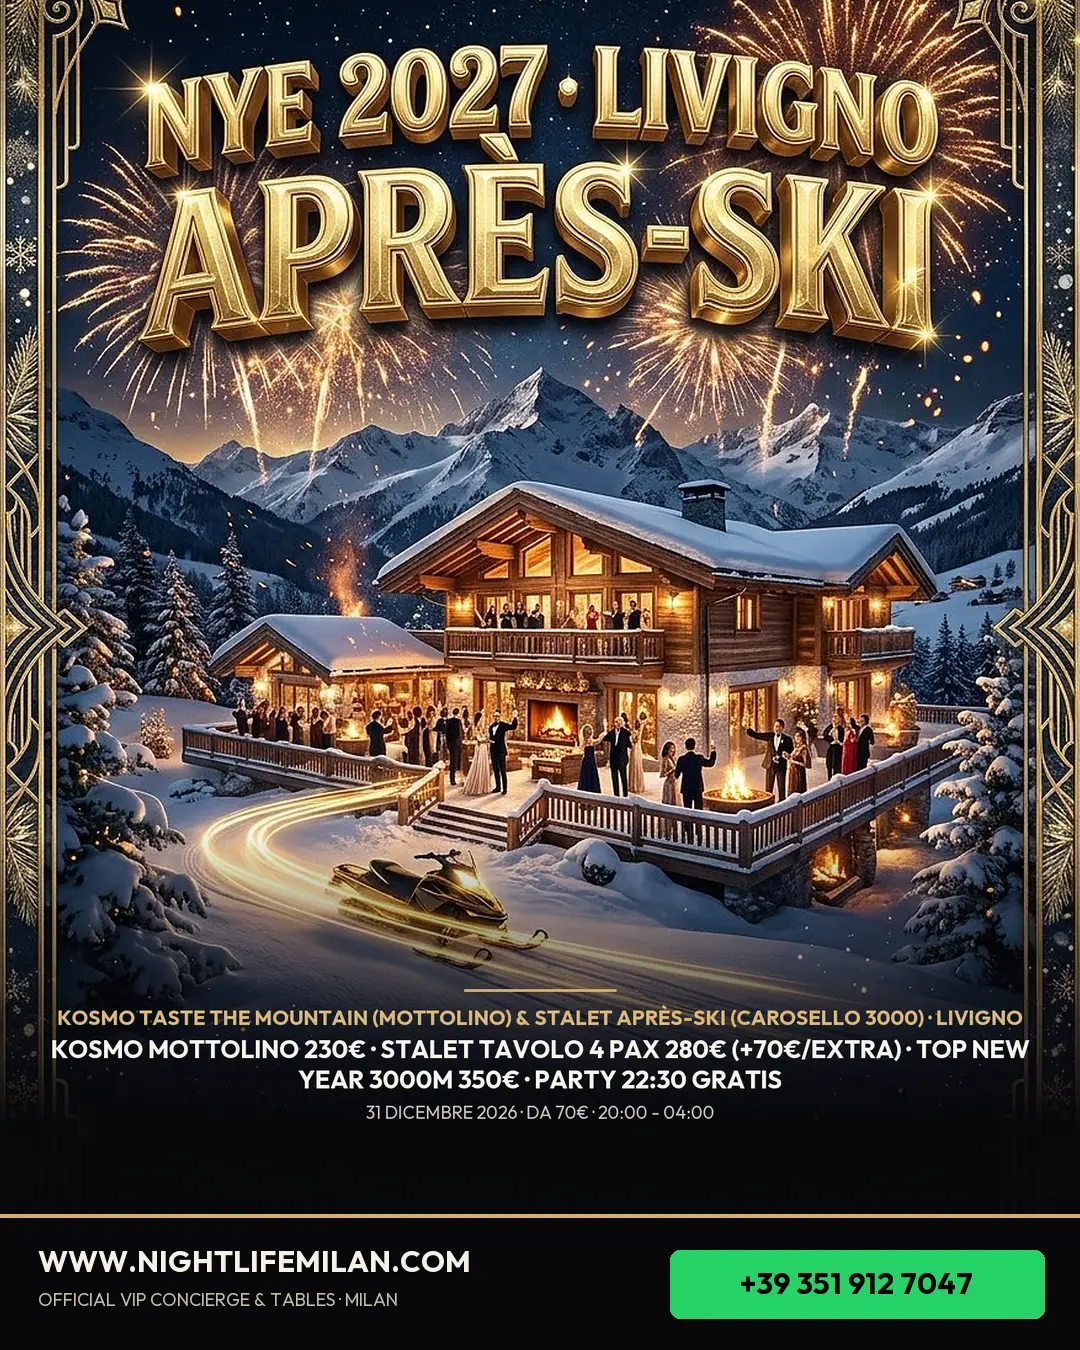 NYE 2027 · LIVIGNO
APRÈS-SKI
KOSMO TASTE THE MOUNTAIN (MOTTOLINO) & STALET APRÈS-SKI (CAROSELLO 3000) · LIVIGNO
KOSMO MOTTOLINO 230€ · STALET TAVOLO 4 PAX 280€ (+70€/EXTRA) · TOP NEW
YEAR 3000M 350€ · PARTY 22:30 GRATIS
31 DICEMBRE 2026 · DA 70€ · 20:00 - 04:00
WWW.NIGHTLIFEMILAN.COM
OFFICIAL VIP CONCIERGE & TABLES · MILAN
+39 351 912 7047